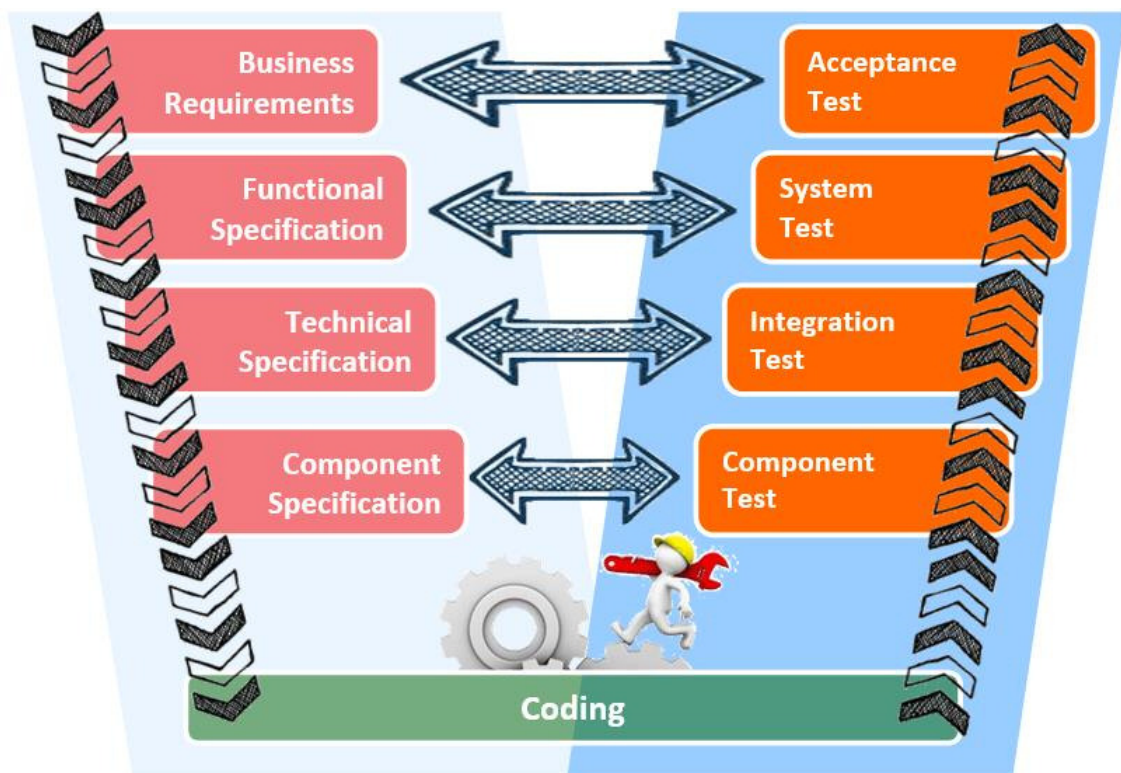 Business
Requirements
Acceptance
Test
Functional
Specification
System
Test
Technical
Specification
Integration
Test
Component
Specification
Component
Test
Coding